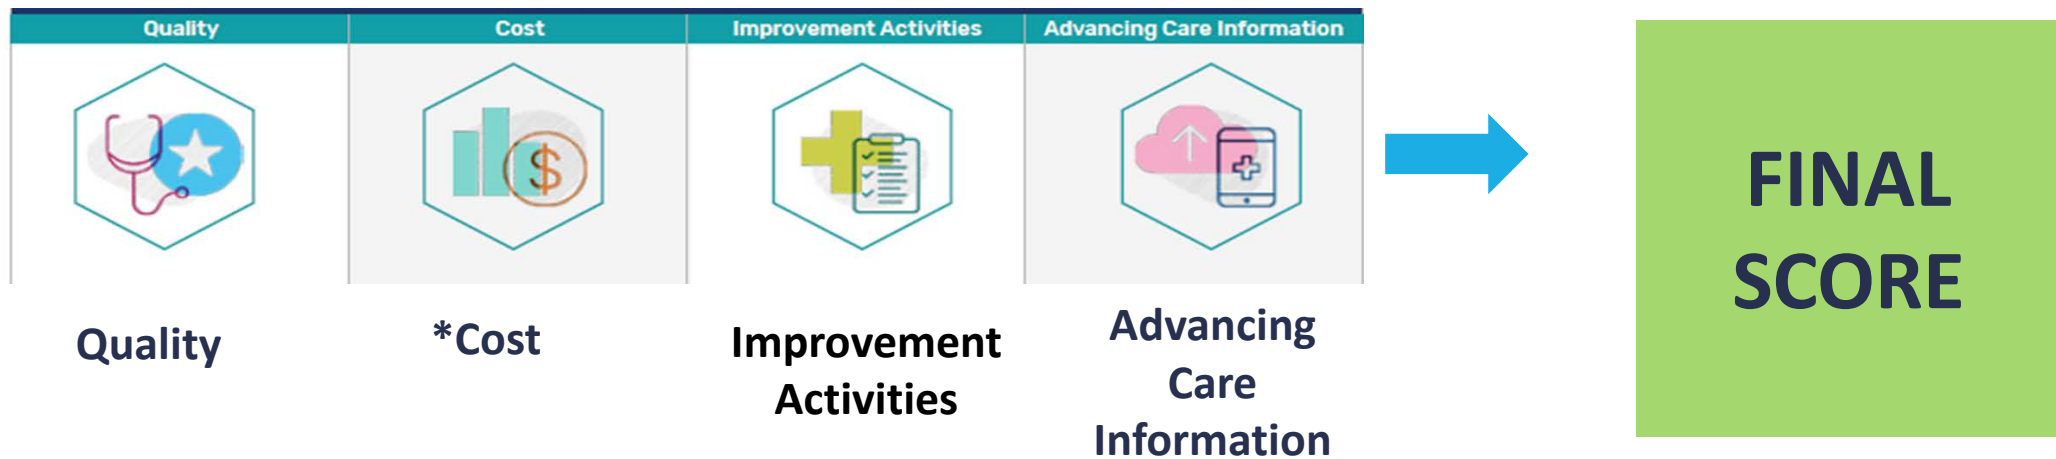 Quality
Cost
Improvement Activities
Advancing Care Information
$
Quality
*Cost
Improvement
Activities
Advancing
Care
Information
FINAL
SCORE